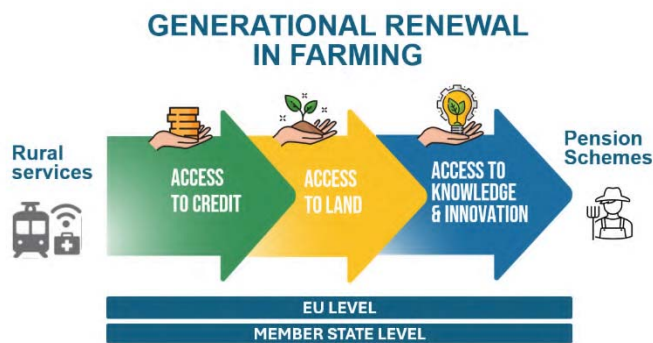 GENERATIONAL RENEWAL
IN FARMING
Rural
services
ACCESS
TO CREDIT
ACCESS
TO LAND
ACCESS TO
KNOWLEDGE
& INNOVATION
Pension
Schemes
EU LEVEL
MEMBER STATE LEVEL